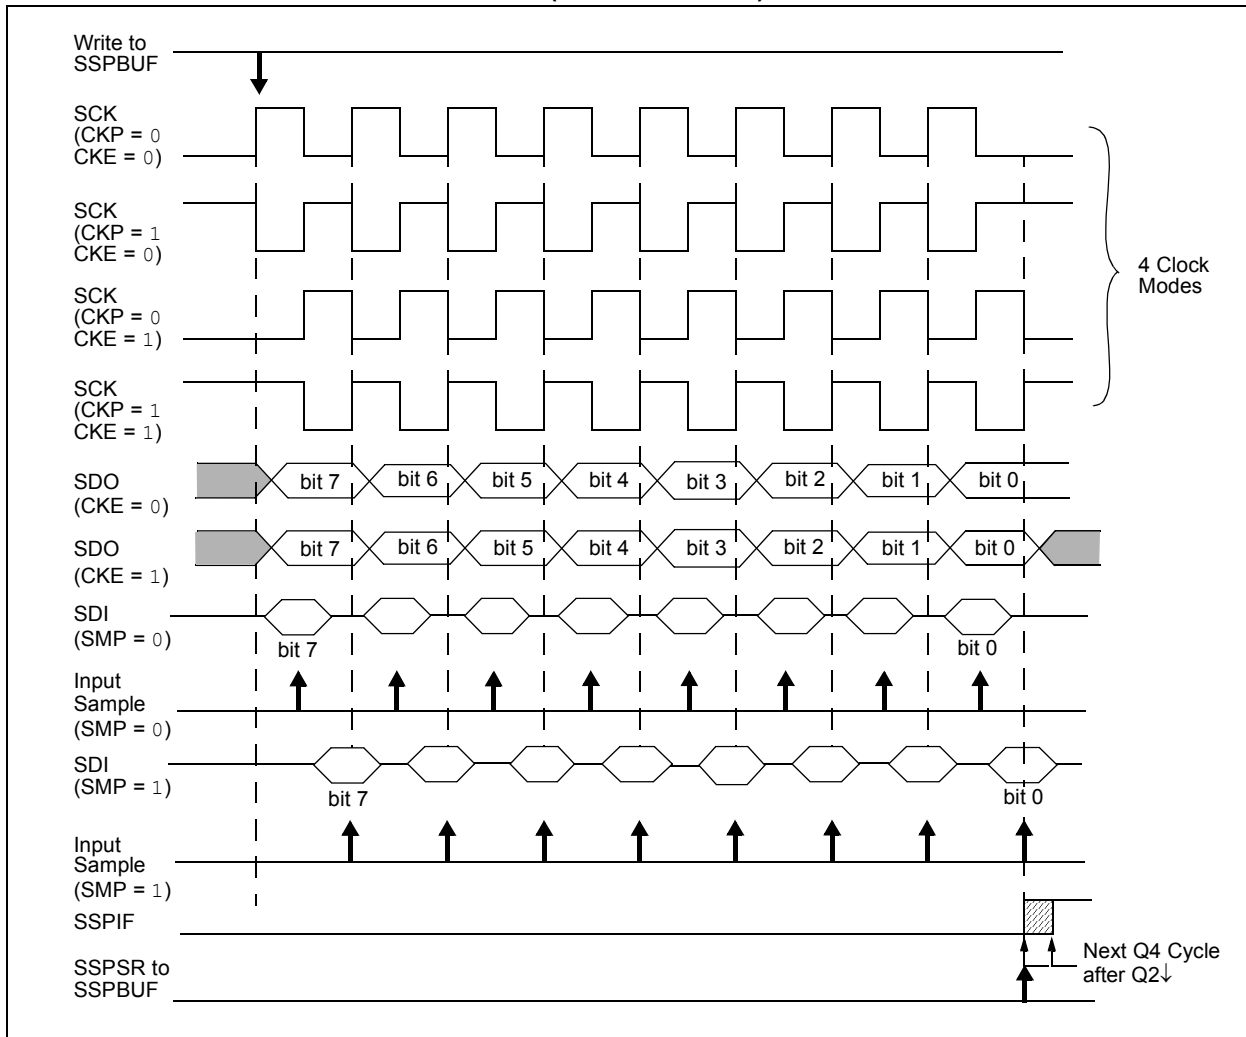 Write to
SSPBUF
SCK
(CKP = 0
CKE = 0)
SCK
(CKP = 1
CKE = 0)
SCK
(CKP = 0
CKE = 1)
SCK
(CKP = 1
CKE = 1)
4 Clock
Modes
SDO
(CKE = 0)
bit 7 bit 6 bit 5 bit 4 bit 3 bit 2 bit 1 bit 0
SDO
(CKE = 1)
bit 7 bit 6 bit 5 bit 4 bit 3 bit 2 bit 1 bit 0
SDI
(SMP = 0)
bit 7 bit 0
Input
Sample
(SMP = 0)
SDI
(SMP = 1)
bit 7 bit 0
Input
Sample
(SMP = 1)
SSPIF
Next Q4 Cycle
after Q2↓
SSPSR to
SSPBUF